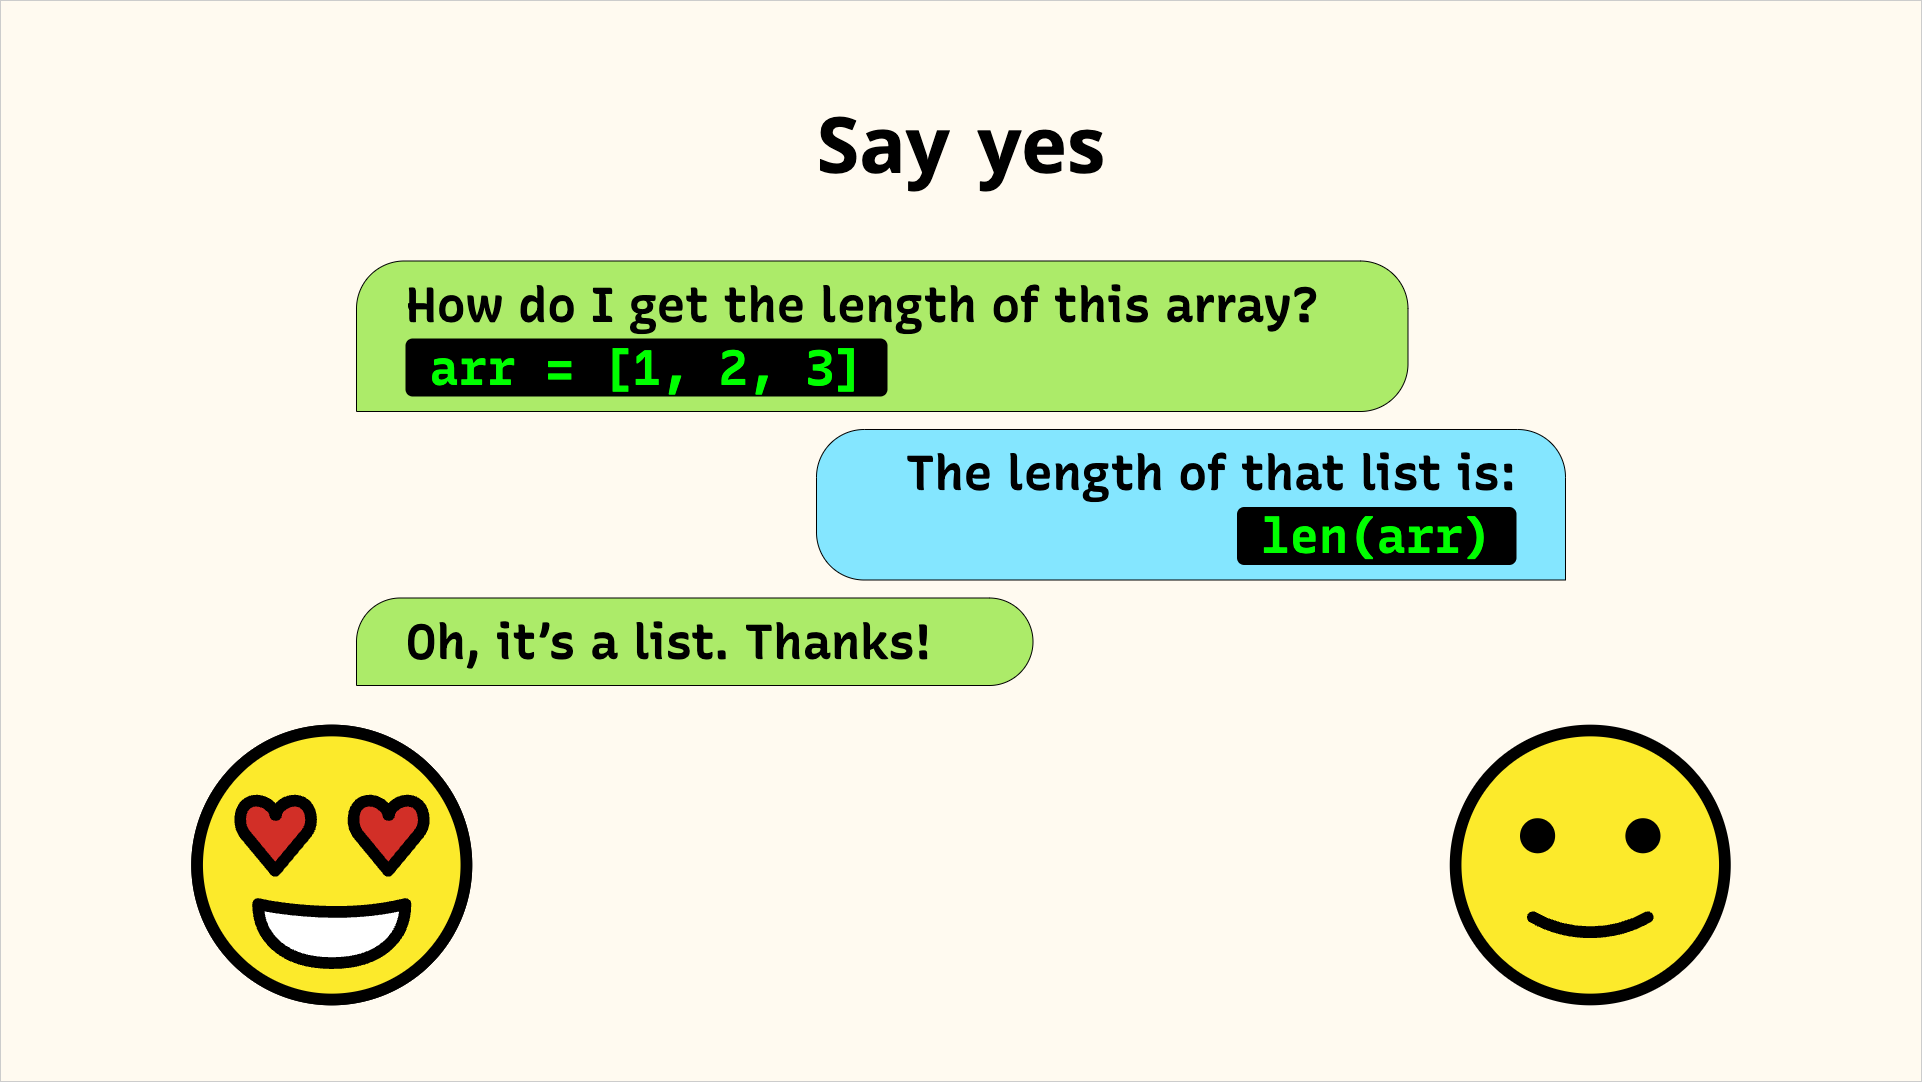 Say yes
How do I get the length of this array?
arr = [1, 2, 3]
The length of that list is:
len(arr)
Oh, it’s a list. Thanks!